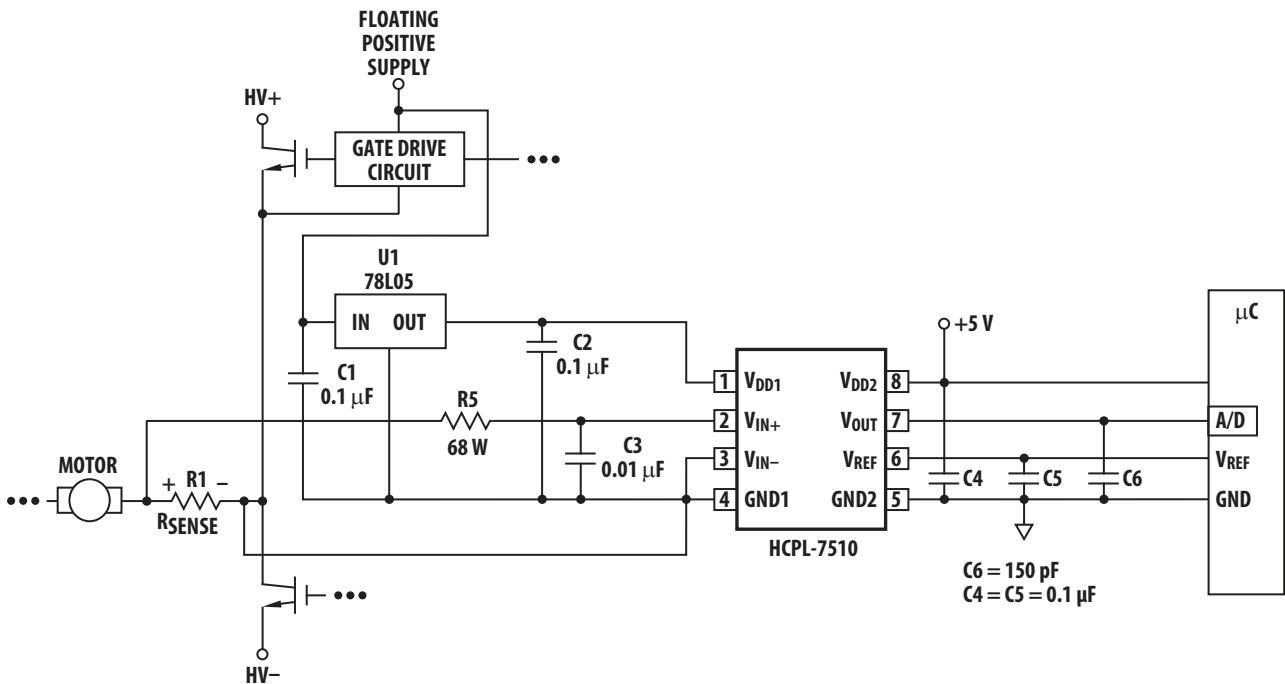 FLOATING
POSITIVE
SUPPLY
HV+
GATE DRIVE
CIRCUIT
U1
78L05
IN OUT
C1
0.1 μF
C2
0.1 μF
R5
68 W
C3
0.01 μF
MOTOR
+ R1 –
RSENSE
HV–
1 VDD1 VDD2 8
2 VIN+ VOUT 7
3 VIN– VREF 6
4 GND1 GND2 5
HCPL-7510
+5 V
C4
C5
C6
μC
A/D
VREF
GND
C6 = 150 pF
C4 = C5 = 0.1 μF